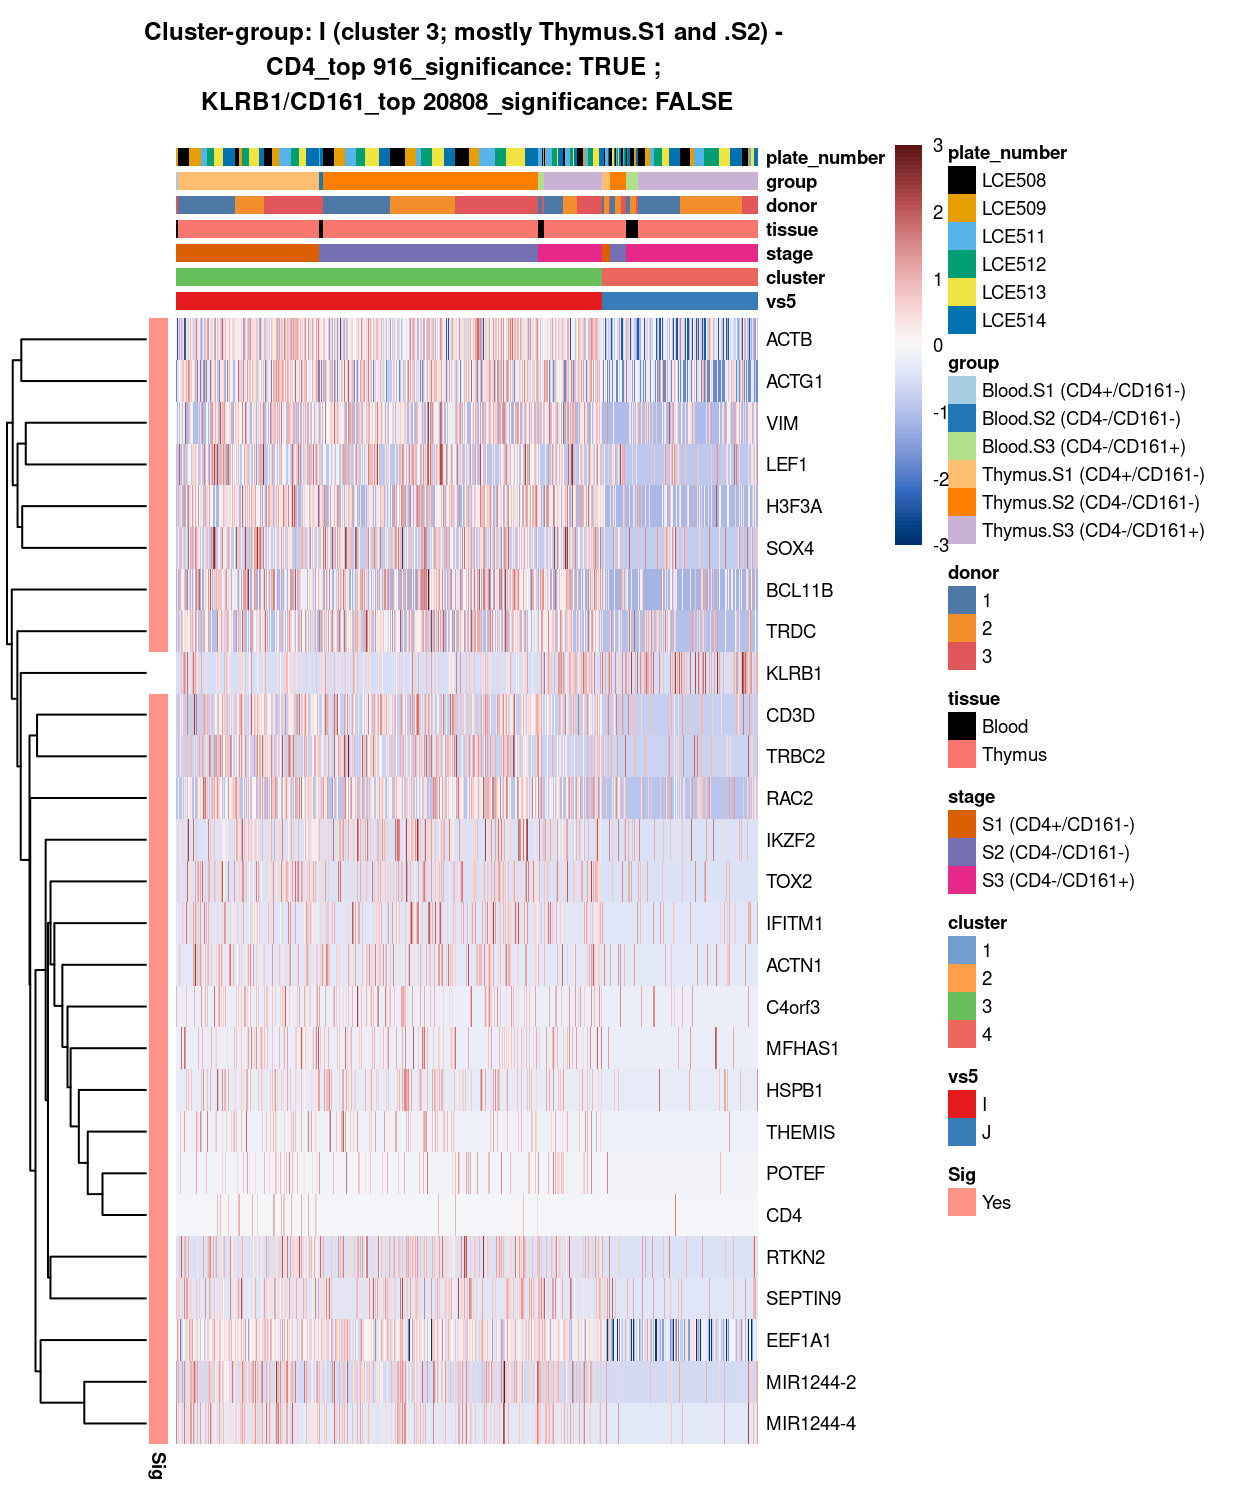 Cluster-group: I (cluster 3; mostly Thymus.S1 and .S2) -
CD4_top 916_significance: TRUE ;
KLRB1/CD161_top 20808_significance: FALSE
plate_number
group
donor
tissue
stage
cluster
vs5
ACTB
ACTG1
VIM
LEF1
H3F3A
SOX4
BCL11B
TRDC
KLRB1
CD3D
TRBC2
RAC2
IKZF2
TOX2
IFITM1
ACTN1
C4orf3
MFHAS1
HSPB1
THEMIS
POTEF
CD4
RTKN2
SEPTIN9
EEF1A1
MIR1244-2
MIR1244-4
Sig
3
2
1
0
-1
-2
-3
plate_number
LCE508
LCE509
LCE511
LCE512
LCE513
LCE514
group
Blood.S1 (CD4+/CD161-)
Blood.S2 (CD4-/CD161-)
Blood.S3 (CD4-/CD161+)
Thymus.S1 (CD4+/CD161-)
Thymus.S2 (CD4-/CD161-)
Thymus.S3 (CD4-/CD161+)
donor
1
2
3
tissue
Blood
Thymus
stage
S1 (CD4+/CD161-)
S2 (CD4-/CD161-)
S3 (CD4-/CD161+)
cluster
1
2
3
4
vs5
I
J
Sig
Yes